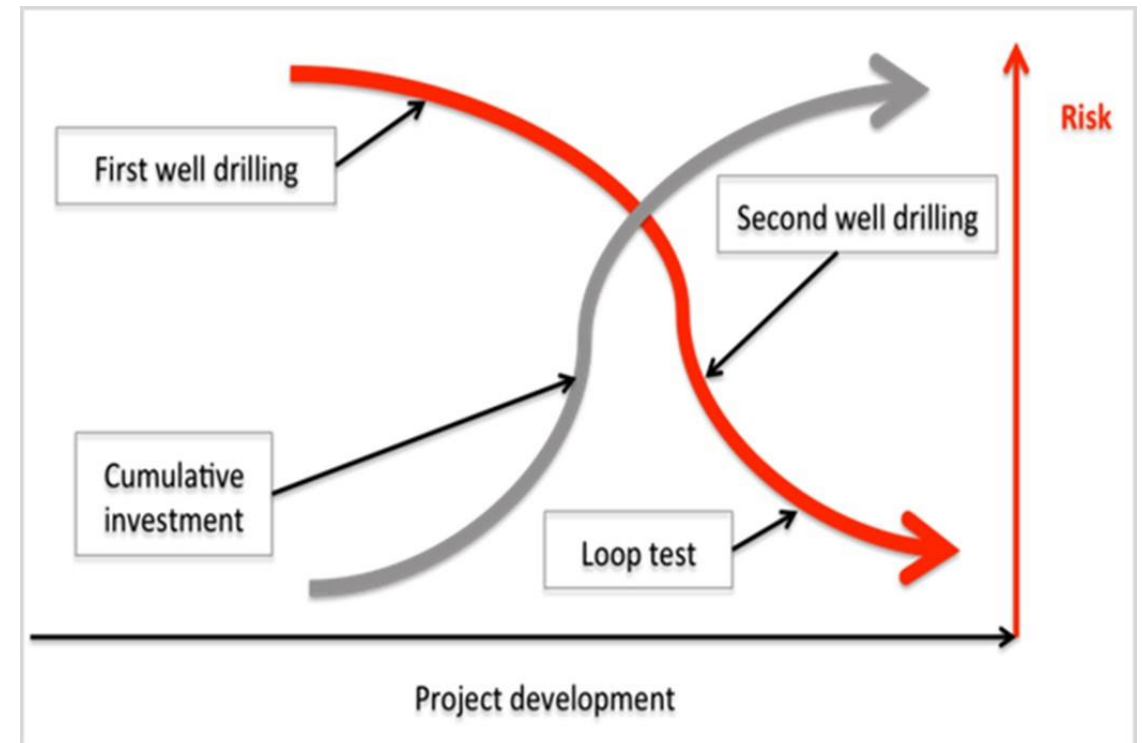 Risk
First well drilling
Second well drilling
Cumulative
investment
Loop test
Project development